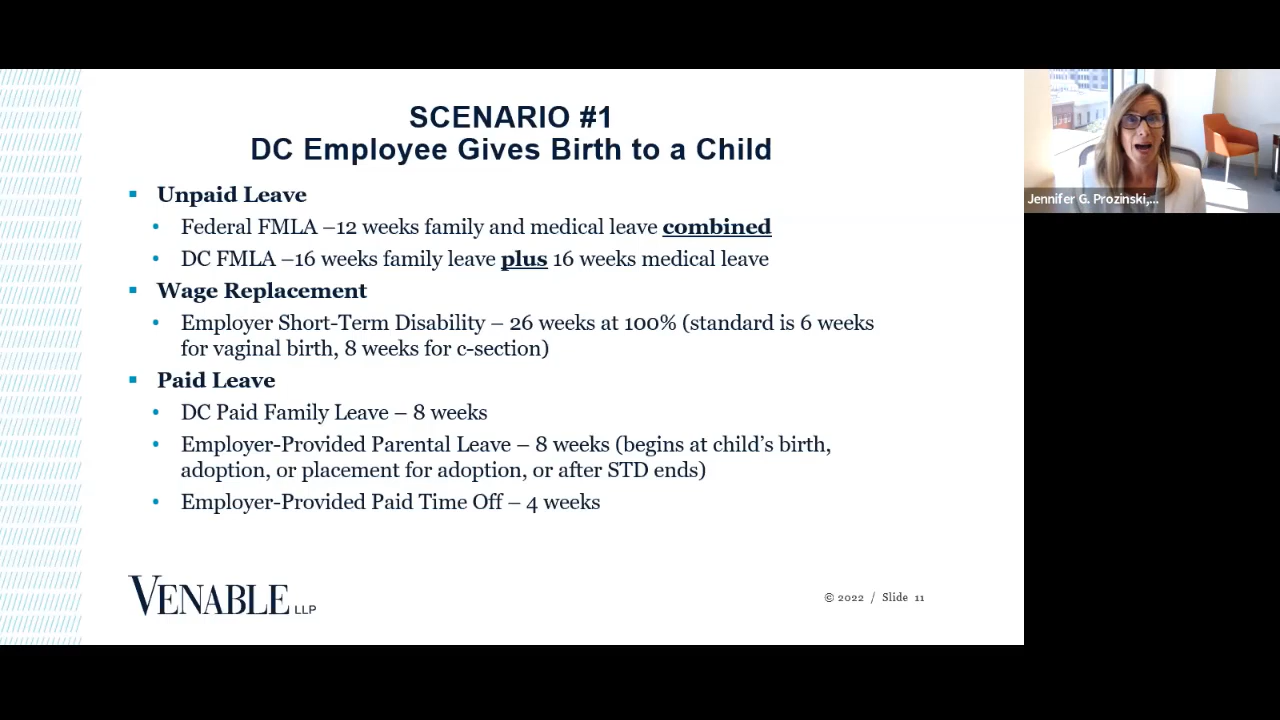 SCENARIO #1
DC Employee Gives Birth to a Child
▪ Unpaid Leave
• Federal FMLA –12 weeks family and medical leave combined
• DC FMLA –16 weeks family leave plus 16 weeks medical leave
▪ Wage Replacement
• Employer Short-Term Disability – 26 weeks at 100% (standard is 6 weeks
for vaginal birth, 8 weeks for c-section)
▪ Paid Leave
• DC Paid Family Leave – 8 weeks
• Employer-Provided Parental Leave – 8 weeks (begins at child's birth,
adoption, or placement for adoption, or after STD ends)
• Employer-Provided Paid Time Off – 4 weeks
VENABLE LLP
© 2022 / Slide 11
Jennifer G. Prozinski,...